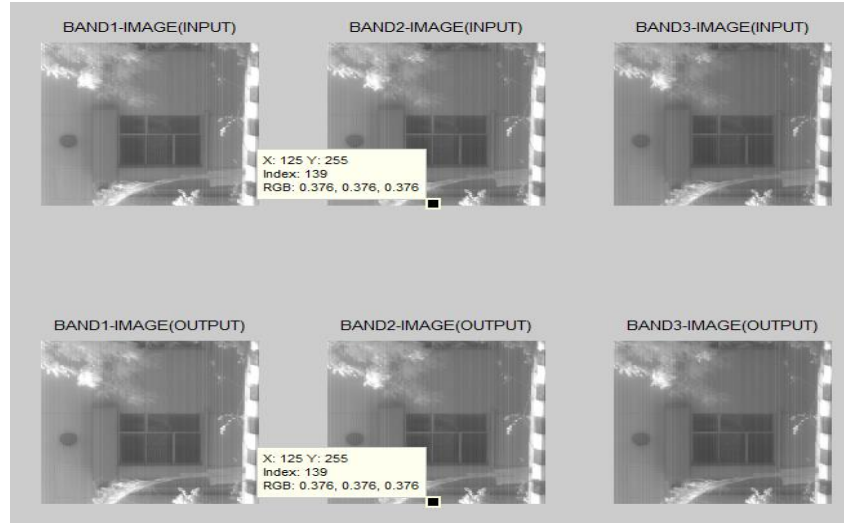 BAND1-IMAGE(INPUT)
BAND2-IMAGE(INPUT)
BAND3-IMAGE(INPUT)
X: 125 Y: 255
Index: 139
RGB: 0.376, 0.376, 0.376
BAND1-IMAGE(OUTPUT)
BAND2-IMAGE(OUTPUT)
BAND3-IMAGE(OUTPUT)
X: 125 Y: 255
Index: 139
RGB: 0.376, 0.376, 0.376